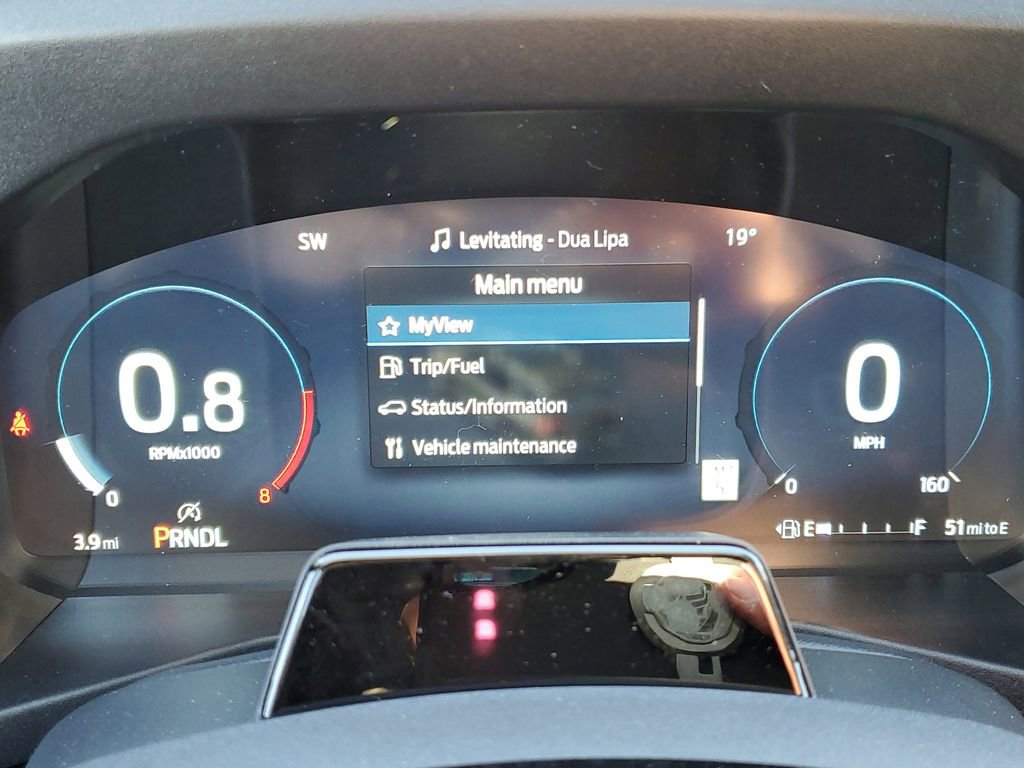 SW
Levitating - Dua Lipa
19°
Main menu
MyView
Trip/Fuel
Status/Information
Vehicle maintenance
0.8
RPMx1000
0
8
0
MPH
0
160
3.9 mi
PRNDL
E
F
51 mi to E